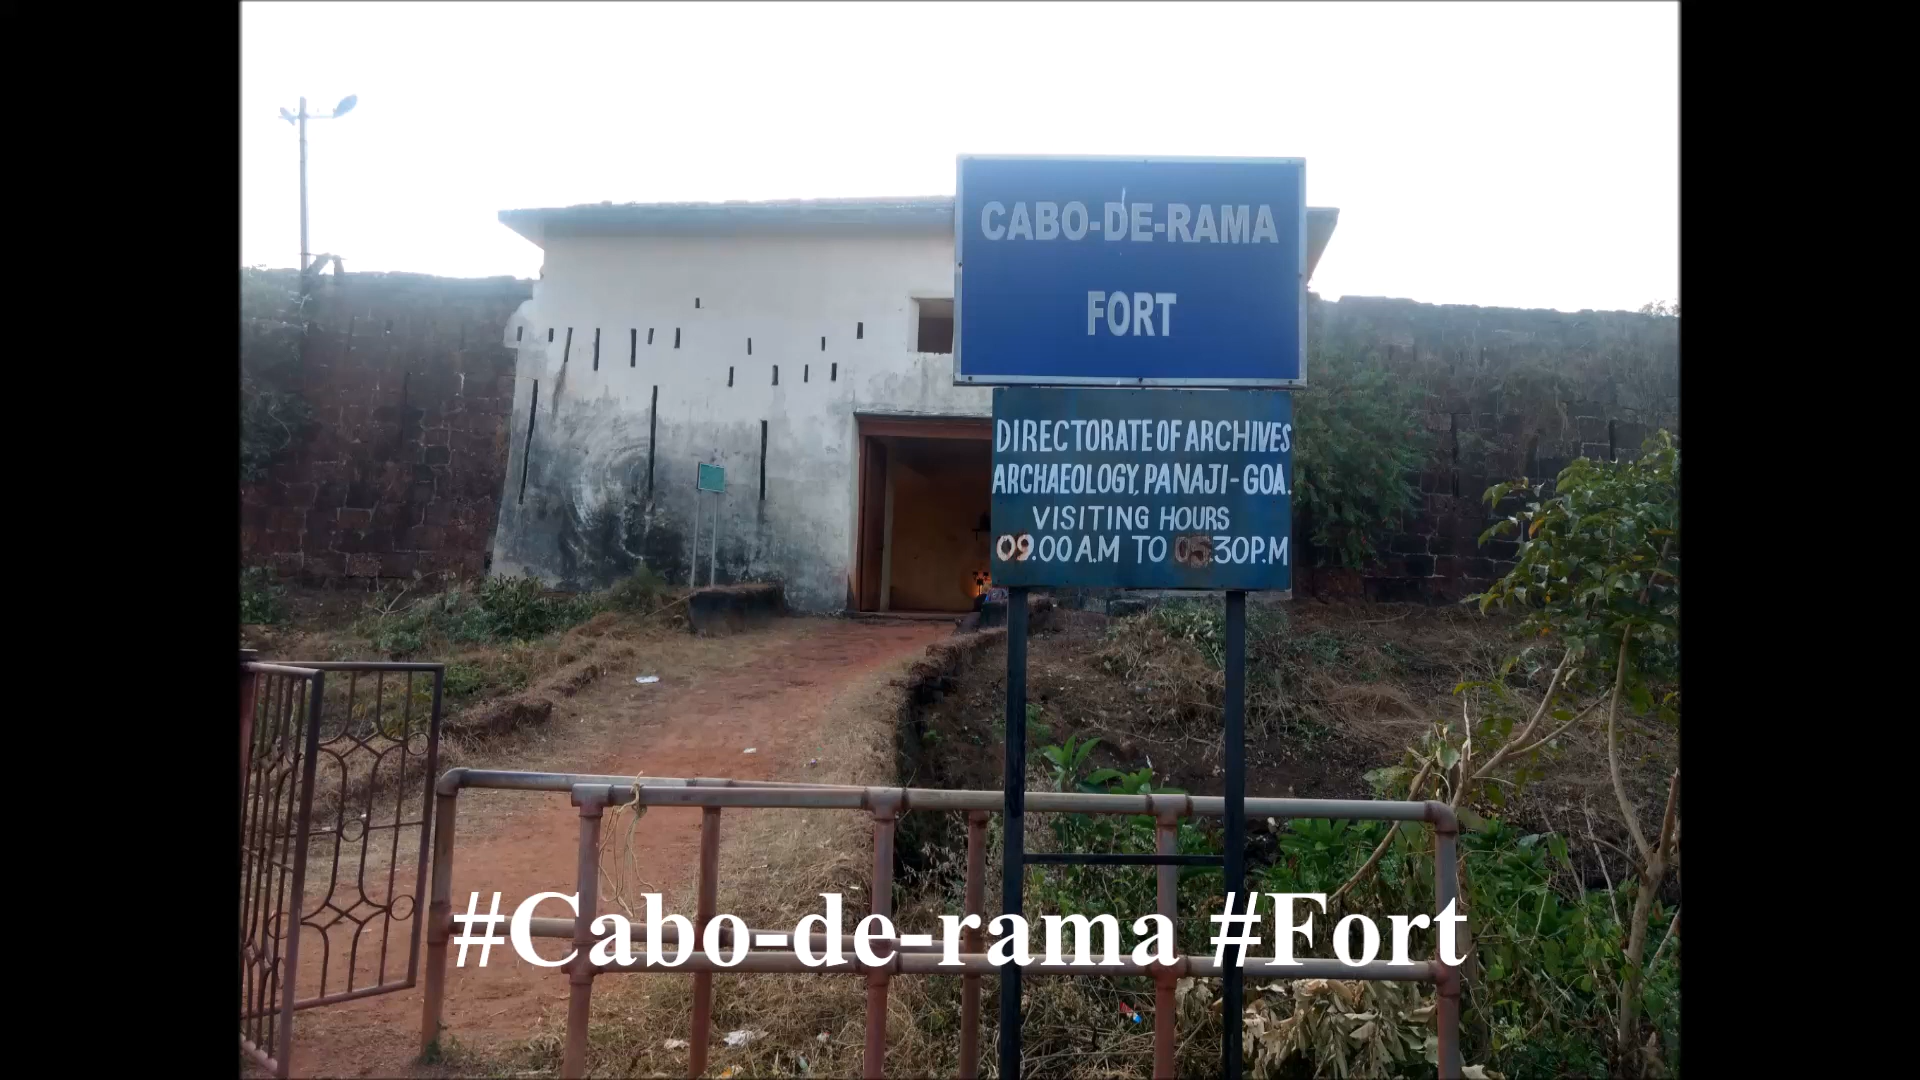 CABO-DE-RAMA
FORT
DIRECTORATE OF ARCHIVES
ARCHAEOLOGY, PANAJI-GOA.
VISITING HOURS
09.00A.M TO 05.30P.M
#Cabo-de-rama #Fort